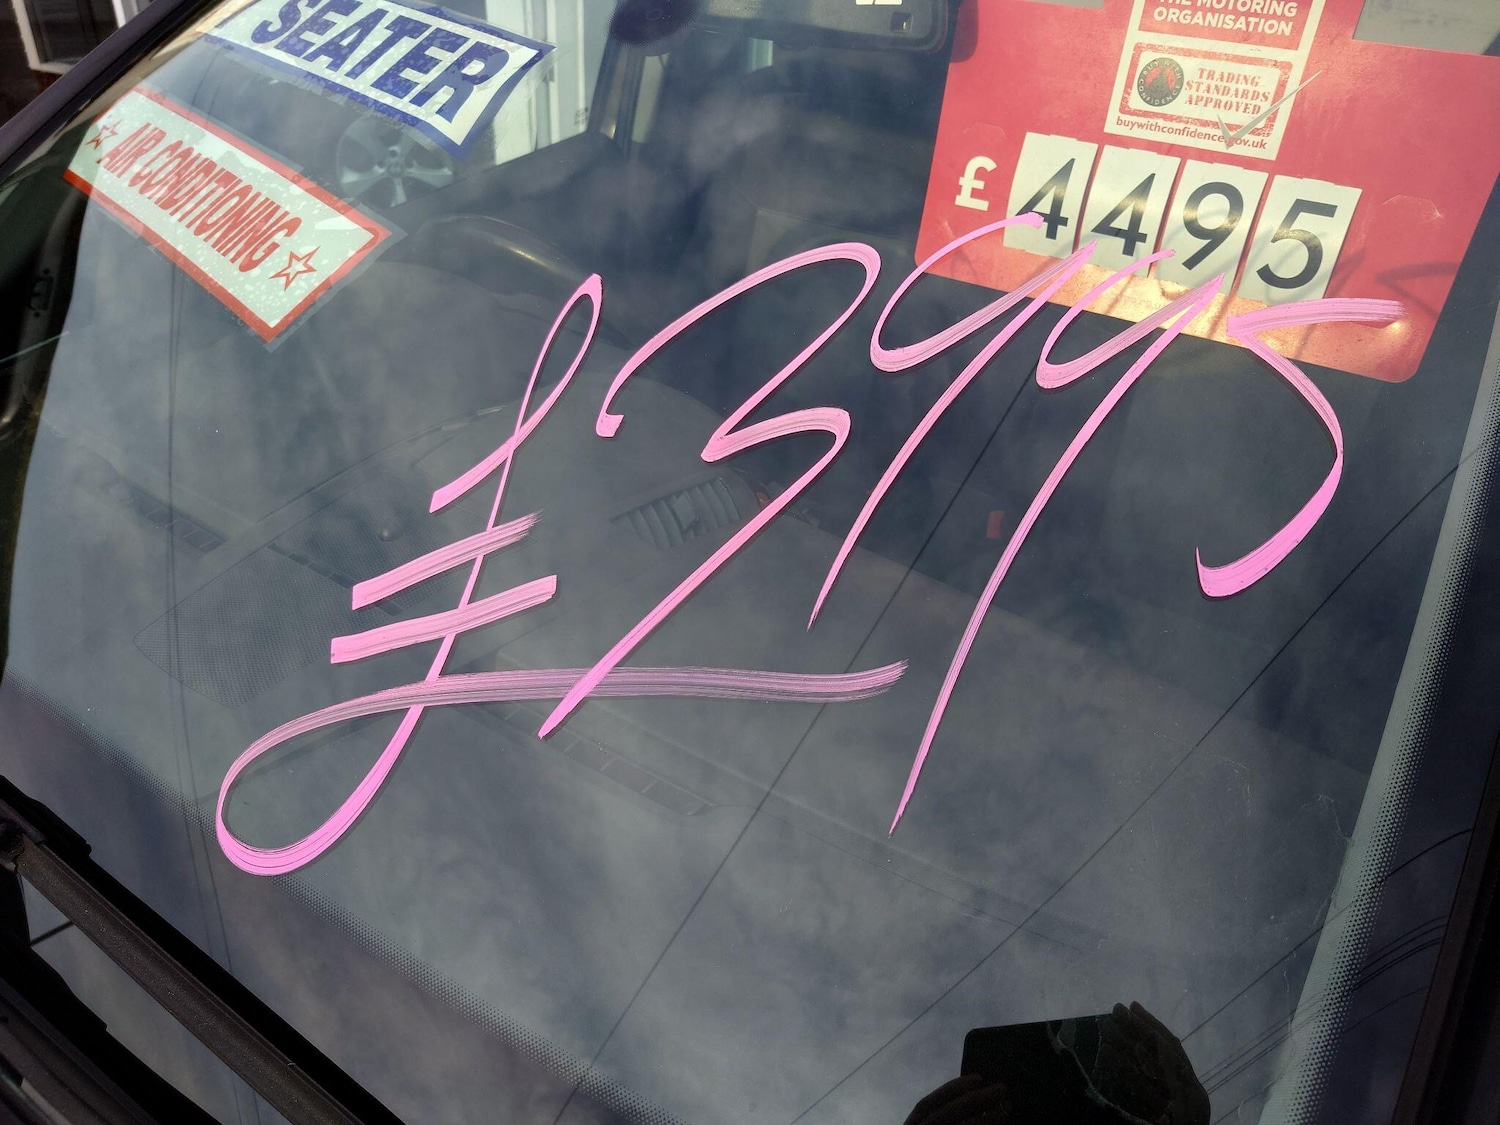 SEATER
☆ AIR CONDITIONING ☆
THE MOTORING
ORGANISATION
TRADING
STANDARDS
APPROVED
buywithconfidence.gov.uk
£4495
£3995